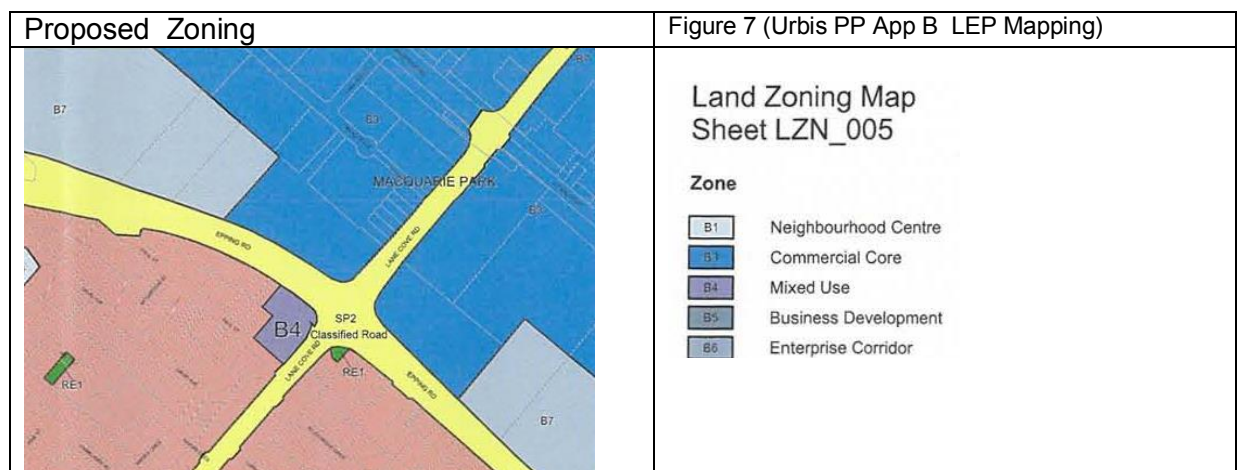 Proposed Zoning
Figure 7 (Urbis PP App B LEP Mapping)
B7
B7
B3
MACQUARIE PARK
EPPING RD
LANE COVE RD
B4
SP2
Classified Road
LANE COVE RD
RE1
EPPING RD
RE1
B7
Land Zoning Map
Sheet LZN_005
Zone
B1 Neighbourhood Centre
B3 Commercial Core
B4 Mixed Use
B5 Business Development
B6 Enterprise Corridor